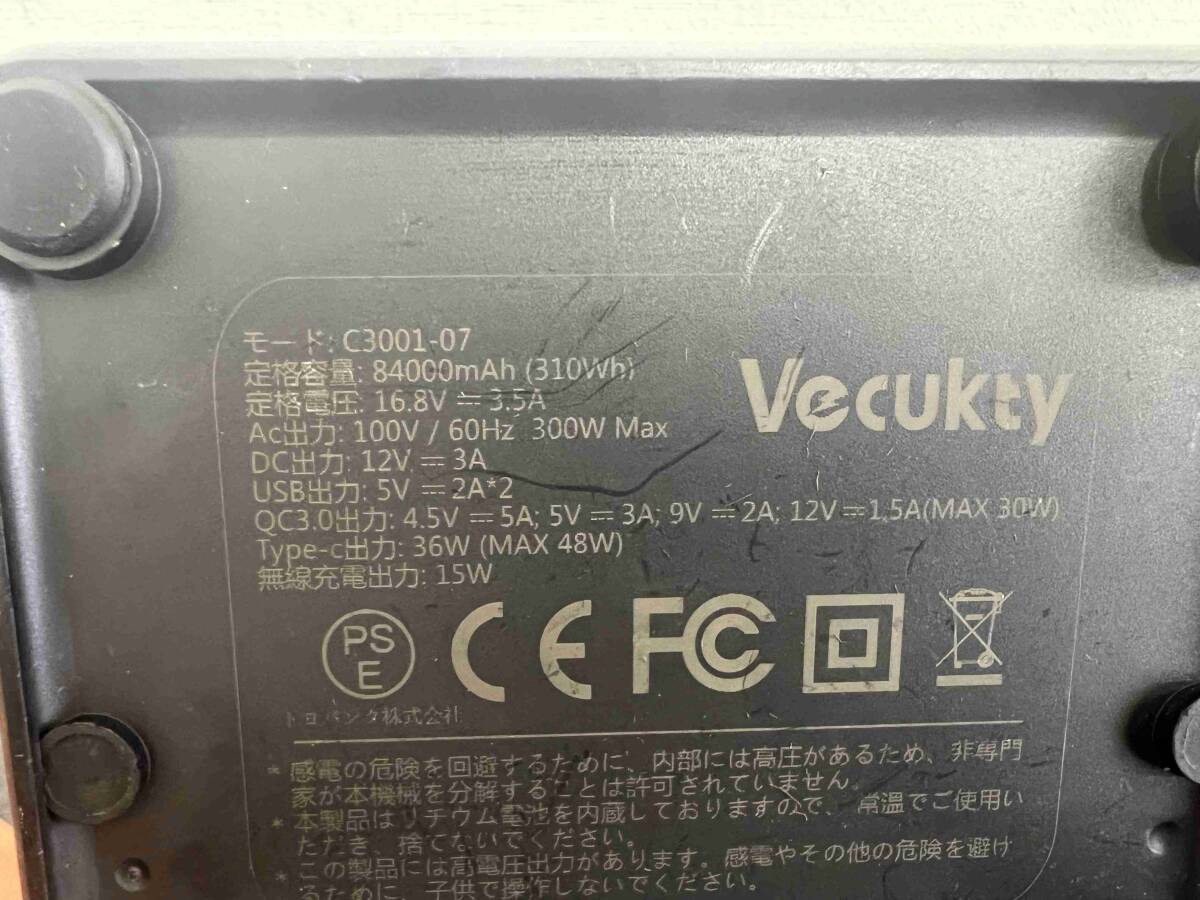 モード: C3001-07
定格容量: 84000mAh (310Wh)
定格電圧: 16.8V ⎓ 3.5A
Ac出力: 100V / 60Hz 300W Max
DC出力: 12V ⎓ 3A
USB出力: 5V ⎓ 2A*2
QC3.0出力: 4.5V ⎓ 5A; 5V ⎓ 3A; 9V ⎓ 2A; 12V⎓1.5A(MAX 30W)
Type-c出力: 36W (MAX 48W)
無線充電出力: 15W
Vecukty
PS
E
CE FC
トヨバンク株式会社
* 感電の危険を回避するために、内部には高圧があるため、非専門
家が本機械を分解することは許可されていません。
* 本製品はリチウム電池を内蔵しておりますので、常温でご使用い
ただき、捨てないでください。
* この製品には高電圧出力があります。感電やその他の危険を避け
るために、子供で操作しないでください。